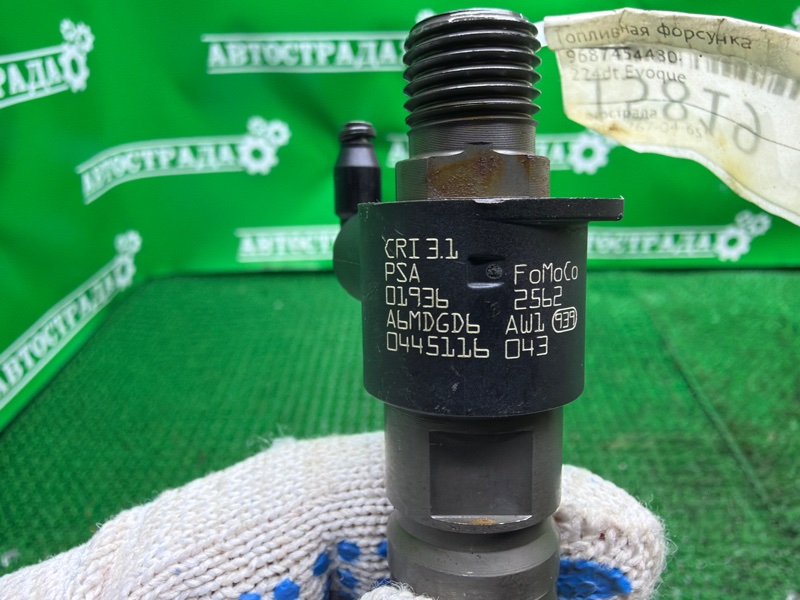 АВТОСТРАДА
АВТОСТРАДА
АВТОСТРАДА
АВТОСТРАДА
АВТОСТРАДА
АВТОСТРАДА
Топливная форсунка
9687454480
224dt Evoque
CRI 3.1
PSA FoMoCo
01936 2562
A6MDGD6 AW1 939
0445116 043